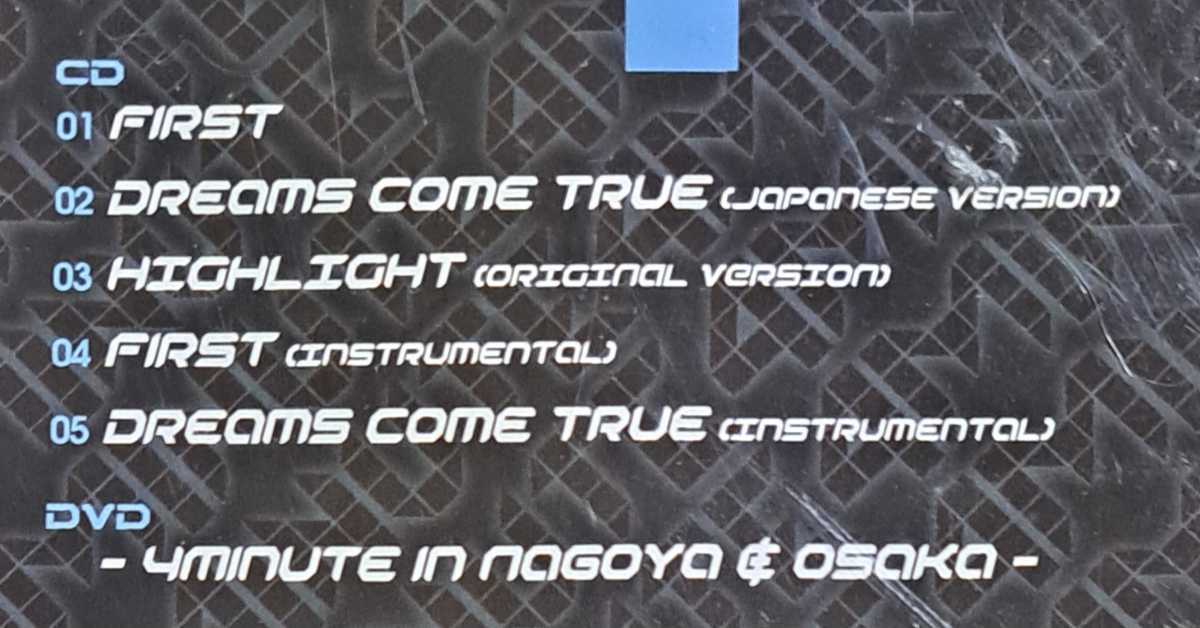 CD
01 FIRST
02 DREAMS COME TRUE (JAPANESE VERSION)
03 HIGHLIGHT (ORIGINAL VERSION)
04 FIRST (INSTRUMENTAL)
05 DREAMS COME TRUE (INSTRUMENTAL)
DVD
- 4MINUTE IN NAGOYA & OSAKA -